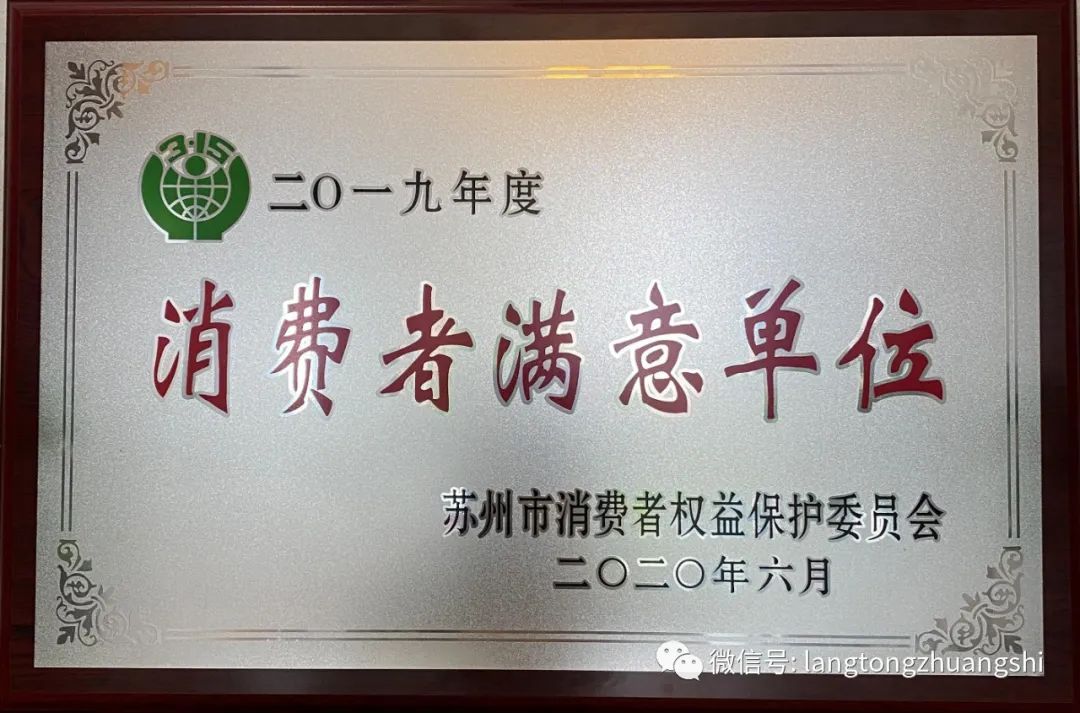 3·15
二O一九年度
消费者满意单位
苏州市消费者权益保护委员会
二〇二〇年六月
微信号: langtongzhuangshi